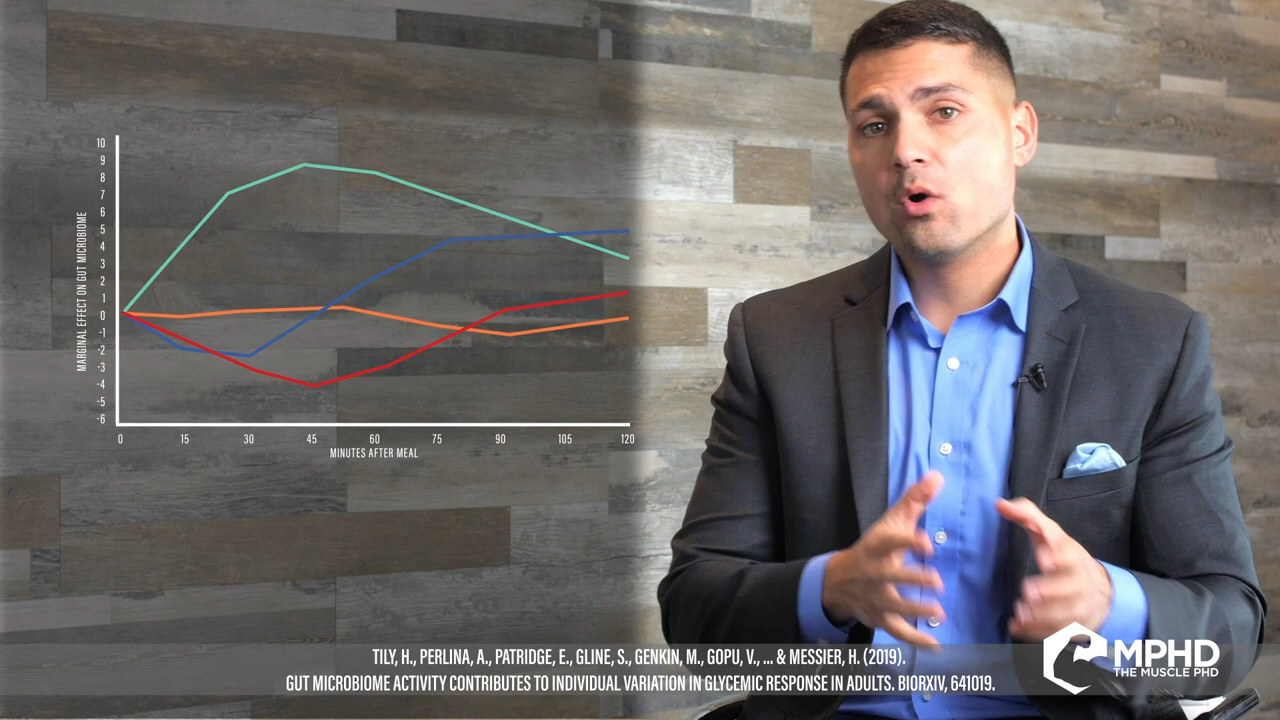 10
9
8
7
6
5
4
3
2
1
0
-1
-2
-3
-4
-5
-6
MARGINAL EFFECT ON GUT MICROBIOME
0 15 30 45 60 75 90 105 120
MINUTES AFTER MEAL
TILY, H., PERLINA, A., PATRIDGE, E., GLINE, S., GENKIN, M., GOPU, V., ... & MESSIER, H. (2019).
GUT MICROBIOME ACTIVITY CONTRIBUTES TO INDIVIDUAL VARIATION IN GLYCEMIC RESPONSE IN ADULTS. BIORXIV, 641019.
MPHD
THE MUSCLE PHD